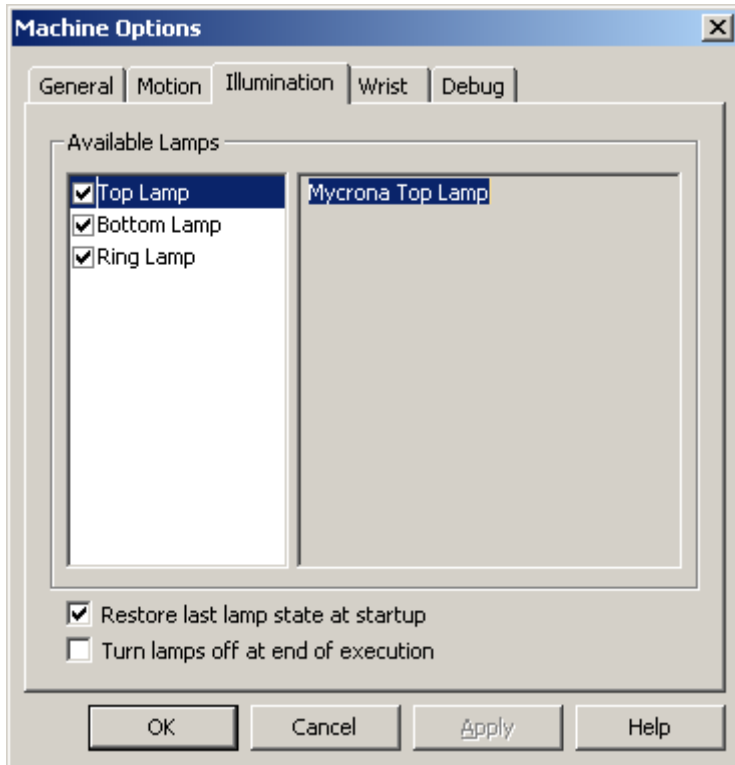 Machine Options
General Motion Illumination Wrist Debug
Available Lamps
Top Lamp Mycrona Top Lamp
Bottom Lamp
Ring Lamp
Restore last lamp state at startup
Turn lamps off at end of execution
OK Cancel Apply Help